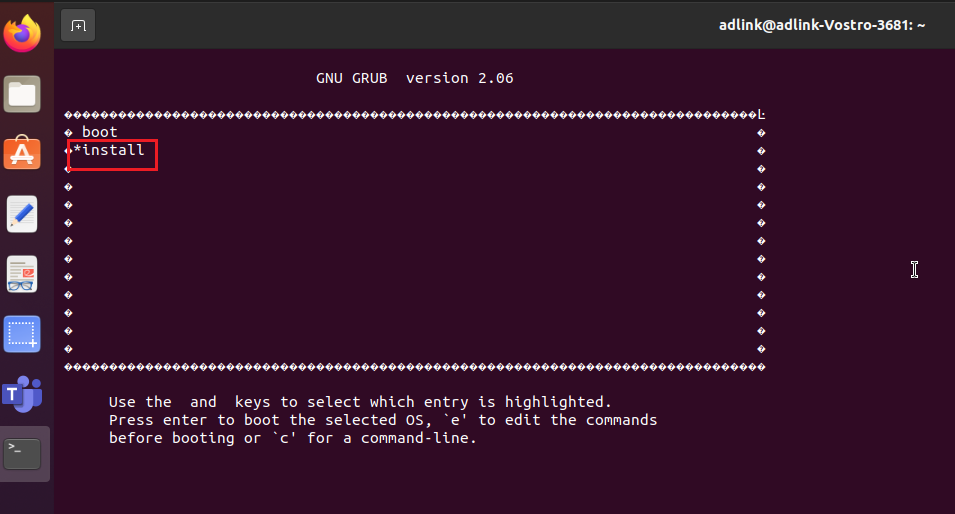 adlink@adlink-Vostro-3681: ~
GNU GRUB  version 2.06
boot
*install
Use the  and  keys to select which entry is highlighted.
Press enter to boot the selected OS, `e' to edit the commands
before booting or `c' for a command-line.